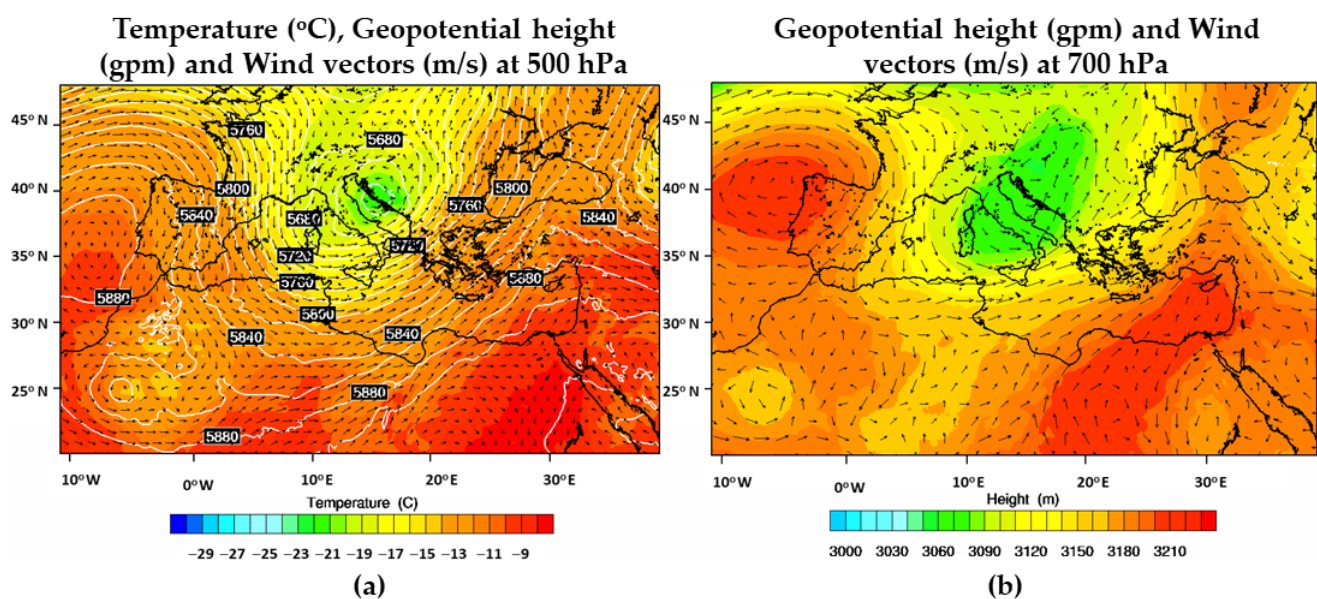 Temperature (ºC), Geopotential height
(gpm) and Wind vectors (m/s) at 500 hPa
45° N
40° N
35° N
30° N
25° N
5760
5680
5800
5800
5840
5760
5840
5680
5720
5720
5760
5880
5880
5800
5840
5840
5880
5880
10°W
0°W
10°E
20°E
30°E
Temperature (C)
−29 −27 −25 −23 −21 −19 −17 −15 −13 −11 −9
(a)
Geopotential height (gpm) and Wind
vectors (m/s) at 700 hPa
45° N
40° N
35° N
30° N
25° N
10°W
0°W
10°E
20°E
30°E
Height (m)
3000 3030 3060 3090 3120 3150 3180 3210
(b)